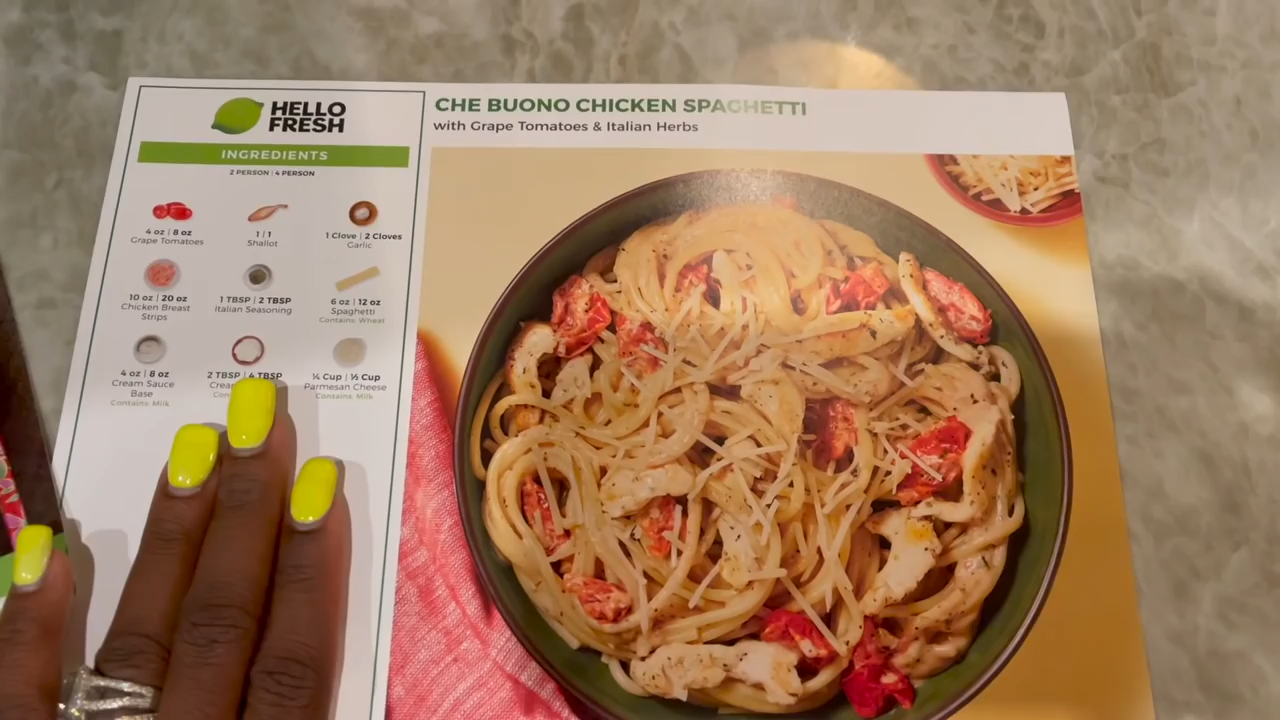 HELLO
FRESH
INGREDIENTS
2 PERSON | 4 PERSON
4 oz | 8 oz
Grape Tomatoes
1 | 1
Shallot
1 Clove | 2 Cloves
Garlic
10 oz | 20 oz
Chicken Breast
Strips
1 TBSP | 2 TBSP
Italian Seasoning
6 oz | 12 oz
Spaghetti
Contains: Wheat
4 oz | 8 oz
Cream Sauce
Base
Contains: Milk
2 TBSP | 4 TBSP
¼ Cup | ½ Cup
Parmesan Cheese
Contains: Milk
CHE BUONO CHICKEN SPAGHETTI
with Grape Tomatoes & Italian Herbs